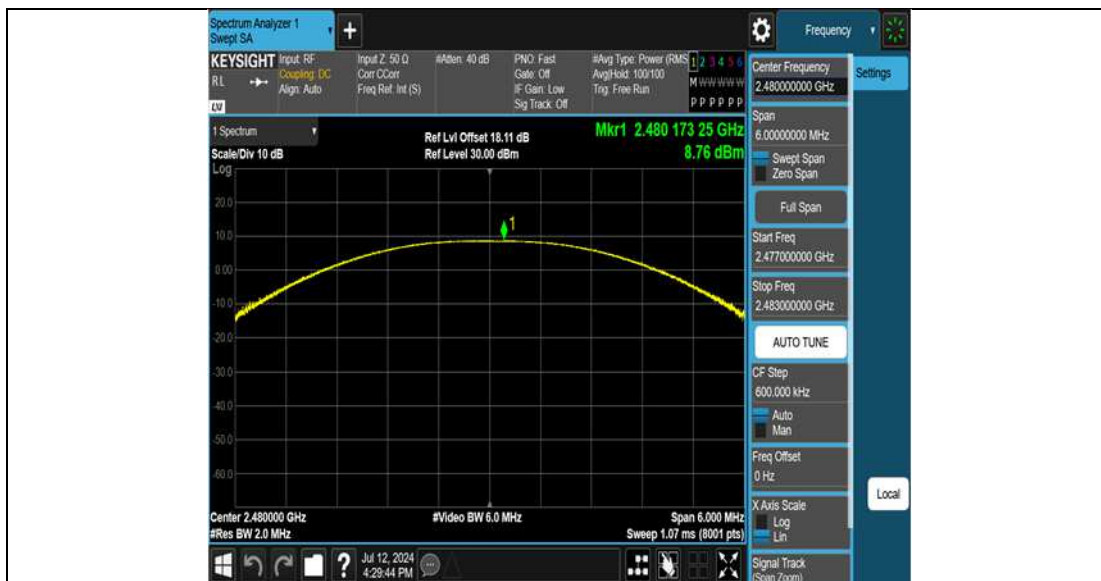 Spectrum Analyzer 1
Swept SA
+
Frequency
KEYSIGHT
RL
LXI
Input: RF
Coupling: DC
Align: Auto
Input Z: 50 Ω
Corr CCorr
Freq Ref: Int (S)
#Atten: 40 dB
PNO: Fast
Gate: Off
IF Gain: Low
Sig Track: Off
#Avg Type: Power (RMS
Avg|Hold: 100/100
Trig: Free Run
1 2 3 4 5 6
M W W W W W
P P P P P P
1 Spectrum
Scale/Div 10 dB
Log
Ref Lvl Offset 18.11 dB
Ref Level 30.00 dBm
Mkr1 2.480 173 25 GHz
8.76 dBm
1
20.0
10.0
0.00
-10.0
-20.0
-30.0
-40.0
-50.0
-60.0
Center 2.480000 GHz
#Video BW 6.0 MHz
Span 6.000 MHz
#Res BW 2.0 MHz
Sweep 1.07 ms (8001 pts)
?
Jul 12, 2024
4:29:44 PM
Center Frequency
2.480000000 GHz
Settings
Span
6.00000000 MHz
Swept Span
Zero Span
Full Span
Start Freq
2.477000000 GHz
Stop Freq
2.483000000 GHz
AUTO TUNE
CF Step
600.000 kHz
Auto
Man
Freq Offset
0 Hz
X Axis Scale
Log
Lin
Local
Signal Track
(Span Zoom)